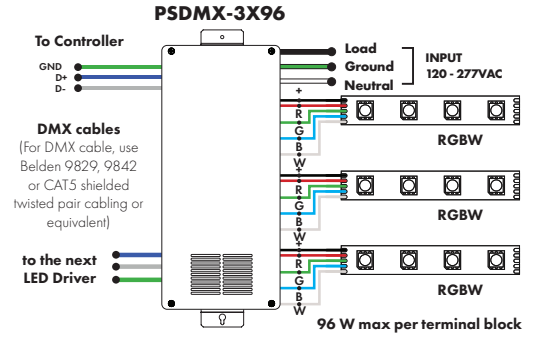 PSDMX-3X96
To Controller
GND
D+
D-
DMX cables
(For DMX cable, use
Belden 9829, 9842
or CAT5 shielded
twisted pair cabling or
equivalent)
to the next
LED Driver
Load
Ground
Neutral
INPUT
120 - 277VAC
+
R
G
B
W
RGBW
+
R
G
B
W
RGBW
+
R
G
B
W
RGBW
96 W max per terminal block